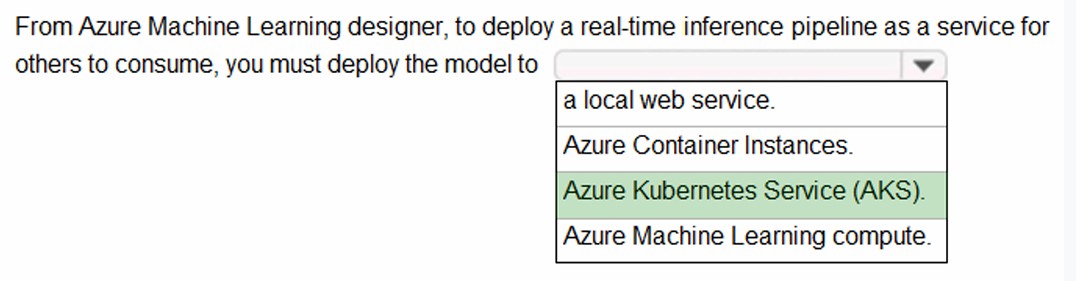 From Azure Machine Learning designer, to deploy a real-time inference pipeline as a service for
others to consume, you must deploy the model to
a local web service.
Azure Container Instances.
Azure Kubernetes Service (AKS).
Azure Machine Learning compute.